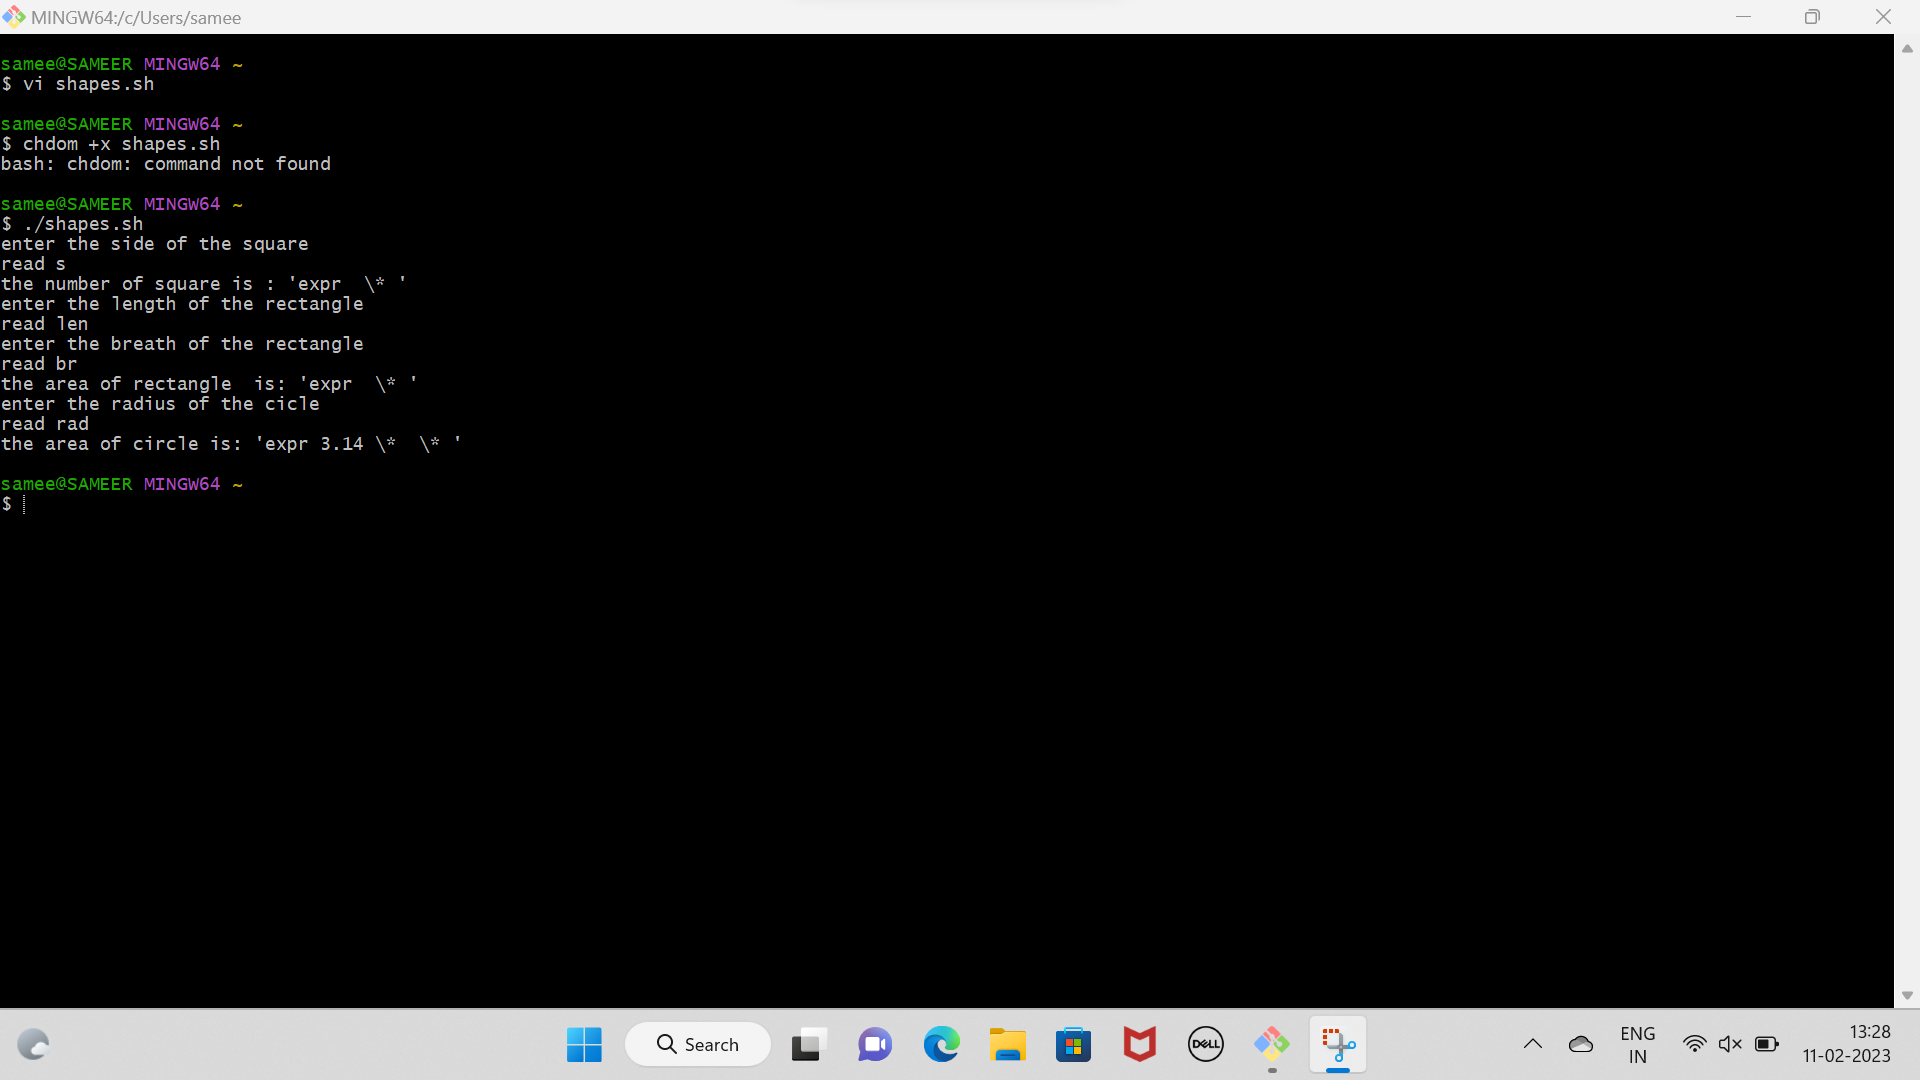 MINGW64:/c/Users/samee
samee@SAMEER MINGW64 ~
$ vi shapes.sh
samee@SAMEER MINGW64 ~
$ chdom +x shapes.sh
bash: chdom: command not found
samee@SAMEER MINGW64 ~
$ ./shapes.sh
enter the side of the square
read s
the number of square is : 'expr  \* '
enter the length of the rectangle
read len
enter the breath of the rectangle
read br
the area of rectangle  is: 'expr  \* '
enter the radius of the cicle
read rad
the area of circle is: 'expr 3.14 \*  \* '
samee@SAMEER MINGW64 ~
$
Search
DELL
ENG
IN
13:28
11-02-2023